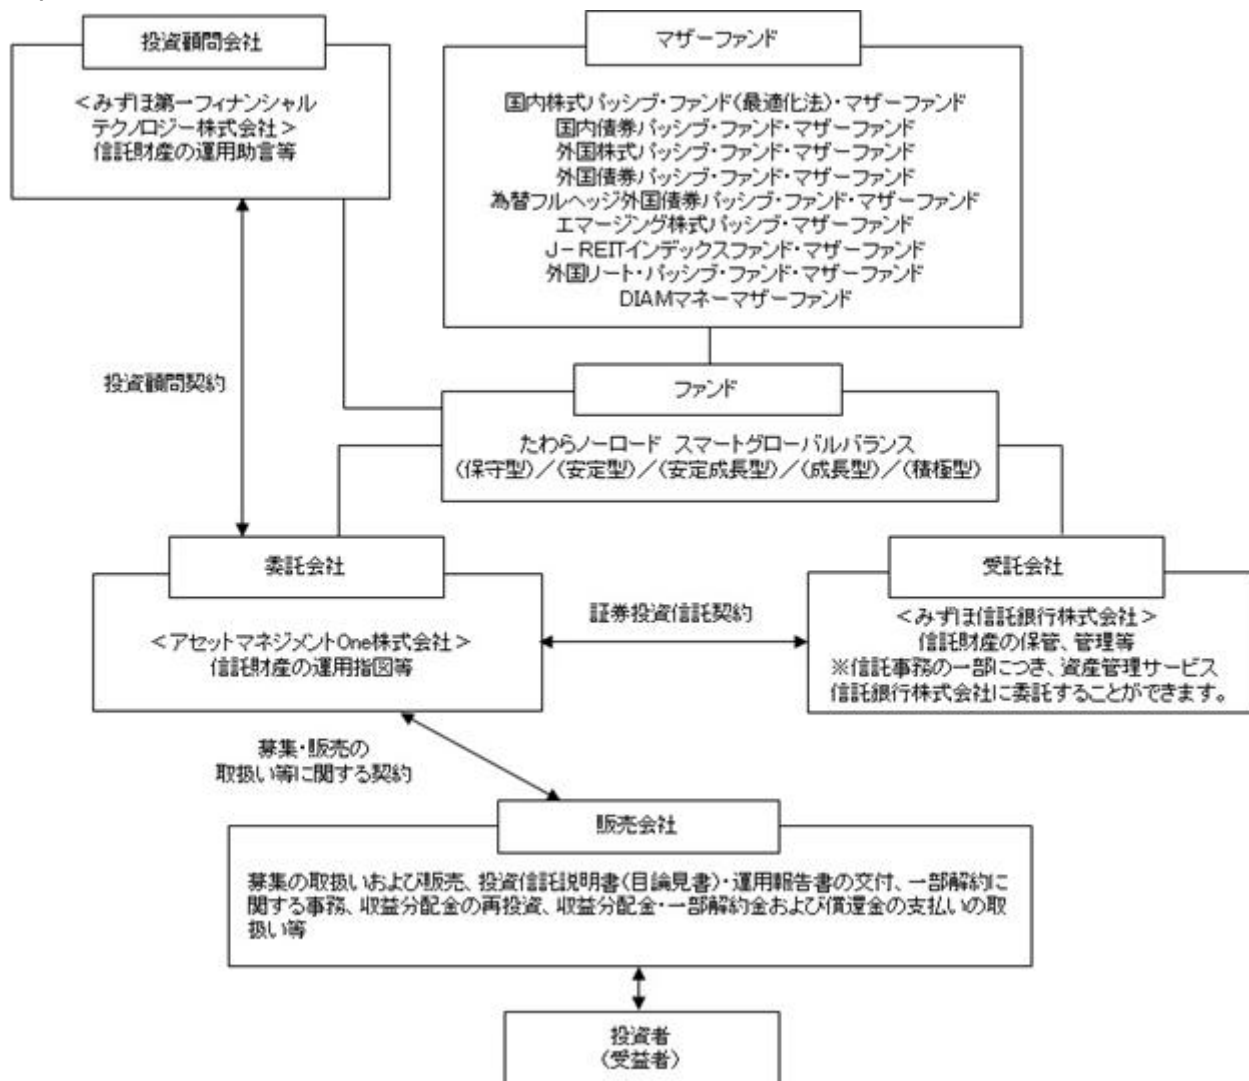 投資顧問会社
＜みずほ第一フィナンシャル
テクノロジー株式会社＞
信託財産の運用助言等
マザーファンド
国内株式パッシブ・ファンド（最適化法）・マザーファンド
国内債券パッシブ・ファンド・マザーファンド
外国株式パッシブ・ファンド・マザーファンド
外国債券パッシブ・ファンド・マザーファンド
為替フルヘッジ外国債券パッシブ・ファンド・マザーファンド
エマージング株式パッシブ・マザーファンド
J－REITインデックスファンド・マザーファンド
外国リート・パッシブ・ファンド・マザーファンド
DIAMマネーマザーファンド
投資顧問契約
ファンド
たわらノーロード スマートグローバルバランス
（保守型）／（安定型）／（安定成長型）／（成長型）／（積極型）
委託会社
＜アセットマネジメントOne株式会社＞
信託財産の運用指図等
証券投資信託契約
受託会社
＜みずほ信託銀行株式会社＞
信託財産の保管、管理等
※信託事務の一部につき、資産管理サービス
信託銀行株式会社に委託することができます。
募集・販売の
取扱い等に関する契約
販売会社
募集の取扱いおよび販売、投資信託説明書（目論見書）・運用報告書の交付、一部解約に
関する事務、収益分配金の再投資、収益分配金・一部解約金および償還金の支払いの取
扱い等
投資者
（受益者）